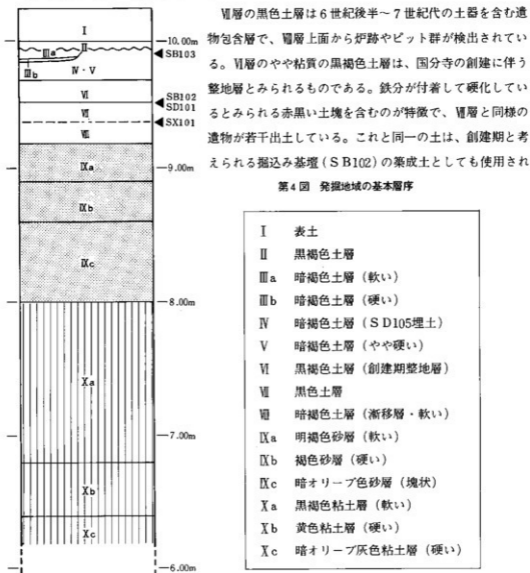 Ⅶ層の黒色土層は6世紀後半~7世紀代の土器を含む遺
物包含層で、Ⅶ層上面から炉跡やピット群が検出されてい
る。Ⅵ層のやや粘質の黒褐色土層は、国分寺の創建に伴う
整地層とみられるものである。鉄分が付着して硬化してい
るとみられる赤黒い土塊を含むのが特徴で、Ⅶ層と同様の
遺物が若干出土している。これと同一の土は、創建期と考
えられる掘込み基壇(SB102)の築成土としても使用され
第4図 発掘地域の基本層序
Ⅰ
10.00m
Ⅱ
Ⅲa
SB103
Ⅲb
Ⅳ・Ⅴ
Ⅵ
SB102
SD101
Ⅶ
SX101
Ⅷ
9.00m
Ⅸa
Ⅸb
Ⅸc
8.00m
Ⅹa
7.00m
Ⅹb
Ⅹc
6.00m
Ⅰ 表土
Ⅱ 黒褐色土層
Ⅲa 暗褐色土層(軟い)
Ⅲb 暗褐色土層(硬い)
Ⅳ 暗褐色土層(SD105埋土)
Ⅴ 暗褐色土層(やや硬い)
Ⅵ 黒褐色土層(創建期整地層)
Ⅶ 黒色土層
Ⅷ 暗褐色土層(漸移層・軟い)
Ⅸa 明褐色砂層(軟い)
Ⅸb 褐色砂層(硬い)
Ⅸc 暗オリーブ色砂層(塊状)
Ⅹa 黒褐色粘土層(軟い)
Ⅹb 黄色粘土層(硬い)
Ⅹc 暗オリーブ灰色粘土層(硬い)